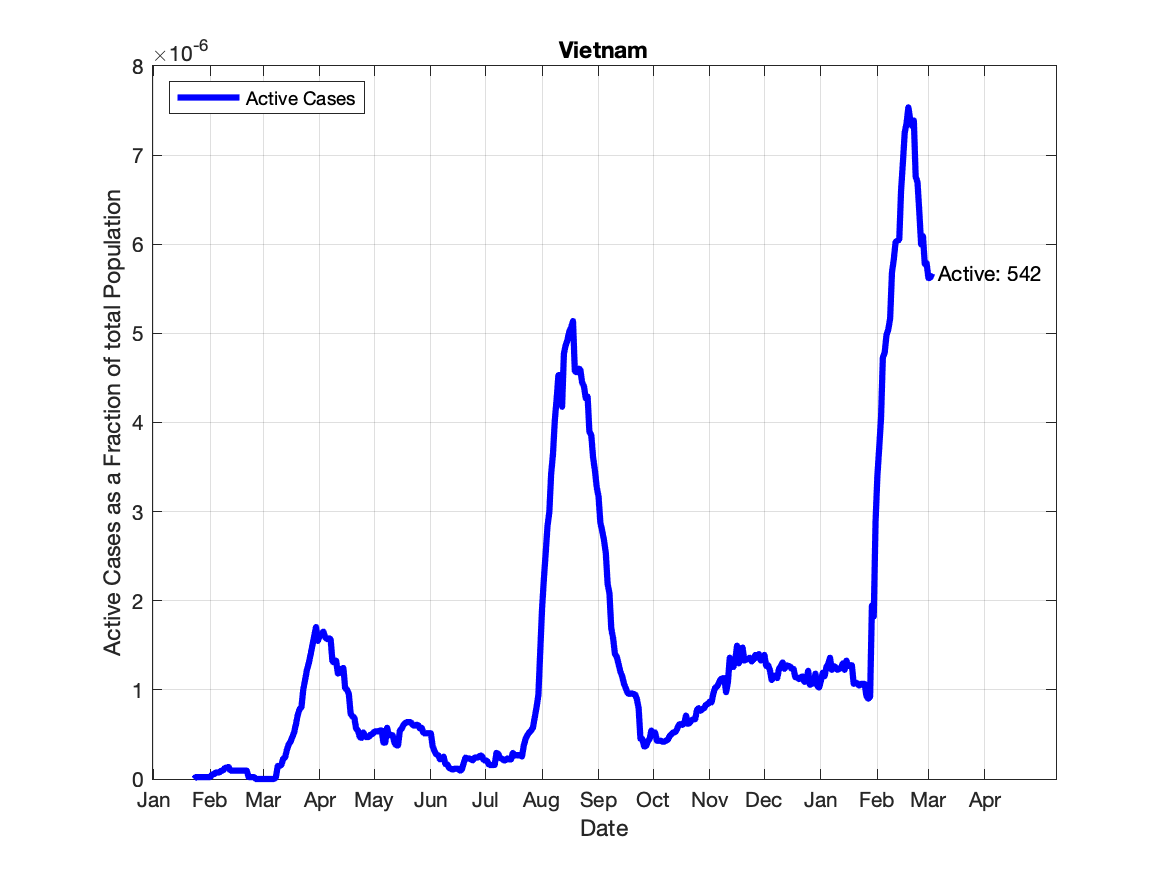 Vietnam
×10-6
Active Cases
8
7
6
5
4
3
2
1
0
Active Cases as a Fraction of total Population
Active: 542
Jan Feb Mar Apr May Jun Jul Aug Sep Oct Nov Dec Jan Feb Mar Apr
Date